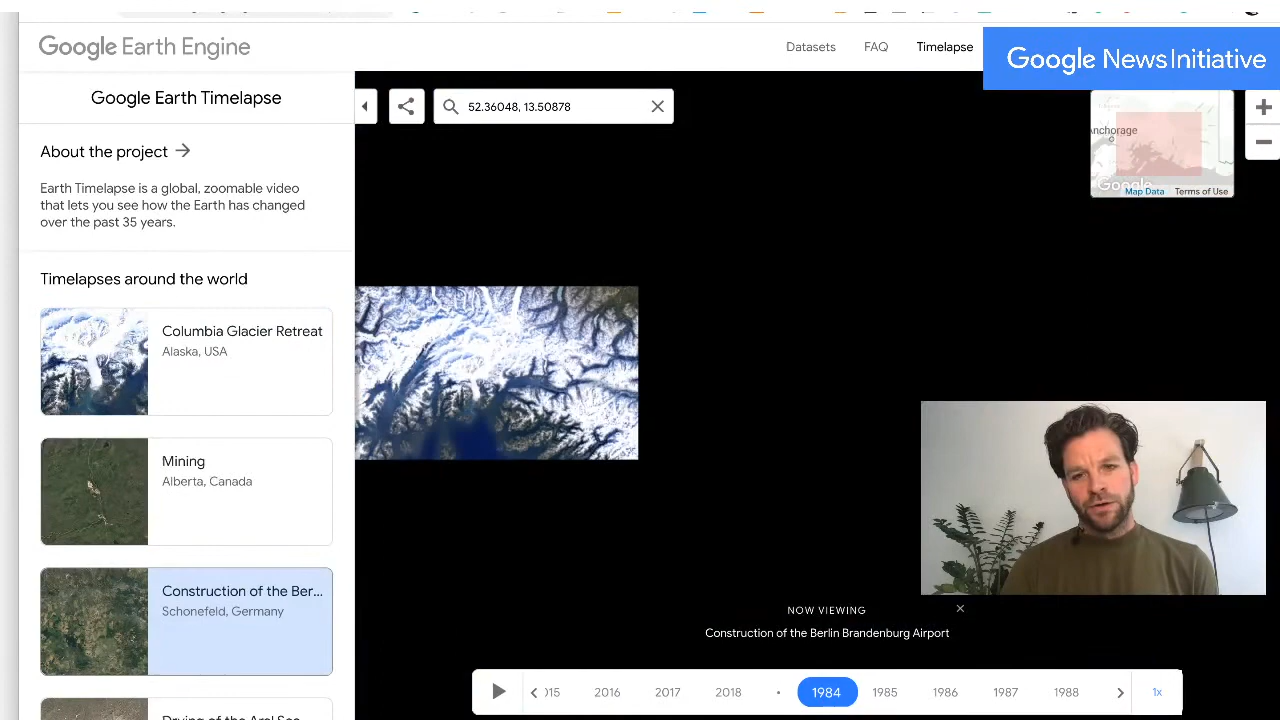 Google Earth Engine
Datasets
FAQ
Timelapse
Google News Initiative
Google Earth Timelapse
52.36048, 13.50878
Anchorage
Google
Map Data
Terms of Use
About the project
Earth Timelapse is a global, zoomable video
that lets you see how the Earth has changed
over the past 35 years.
Timelapses around the world
Columbia Glacier Retreat
Alaska, USA
Mining
Alberta, Canada
Construction of the Ber...
Schonefeld, Germany
NOW VIEWING
Construction of the Berlin Brandenburg Airport
2016
2017
2018
1984
1985
1986
1987
1988
1x